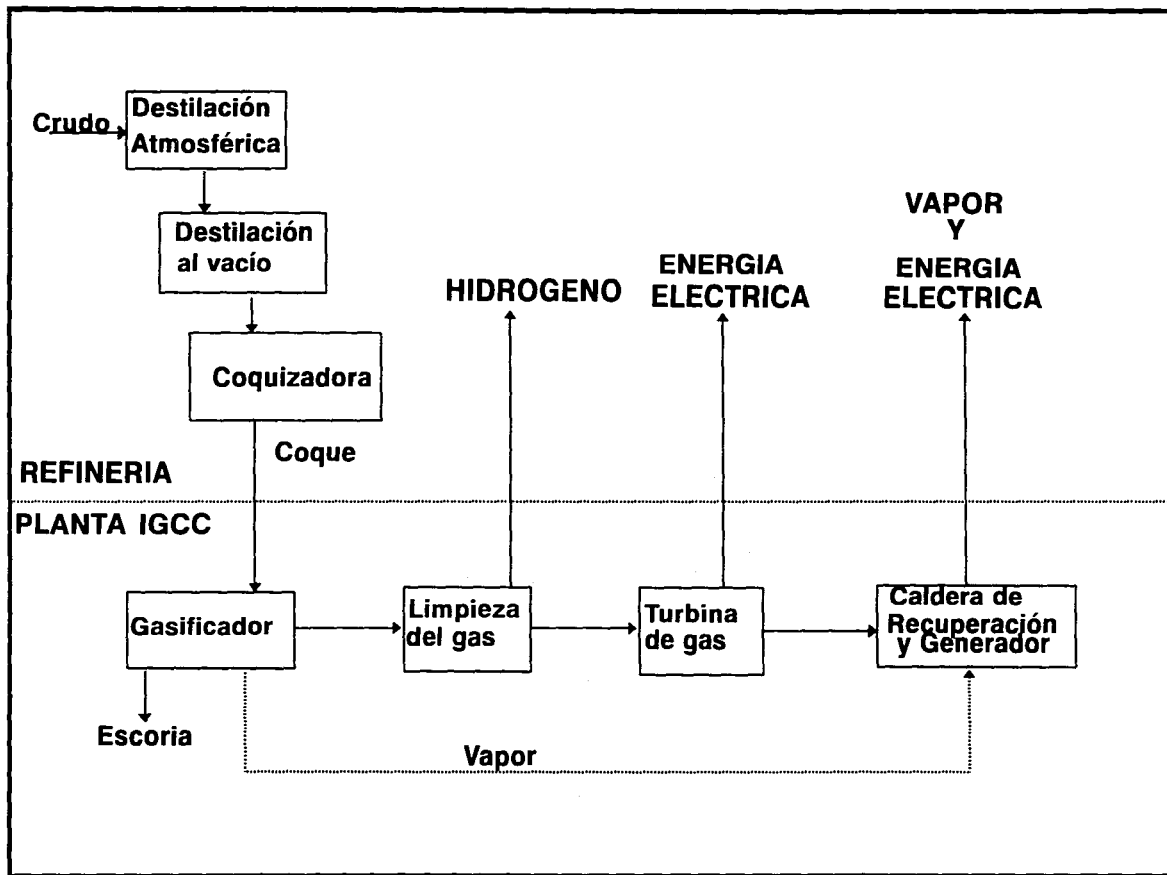 Destilación
Crudo
Atmosférica
Destilación
al vacío
VAPOR
Y
ENERGIA
ELECTRICA
ENERGIA
ELECTRICA
HIDROGENO
Coquizadora
Coque
REFINERIA
PLANTA IGCC
Gasificador
Limpieza
del gas
Turbina
de gas
Caldera de
Recuperación
y Generador
Escoria
Vapor